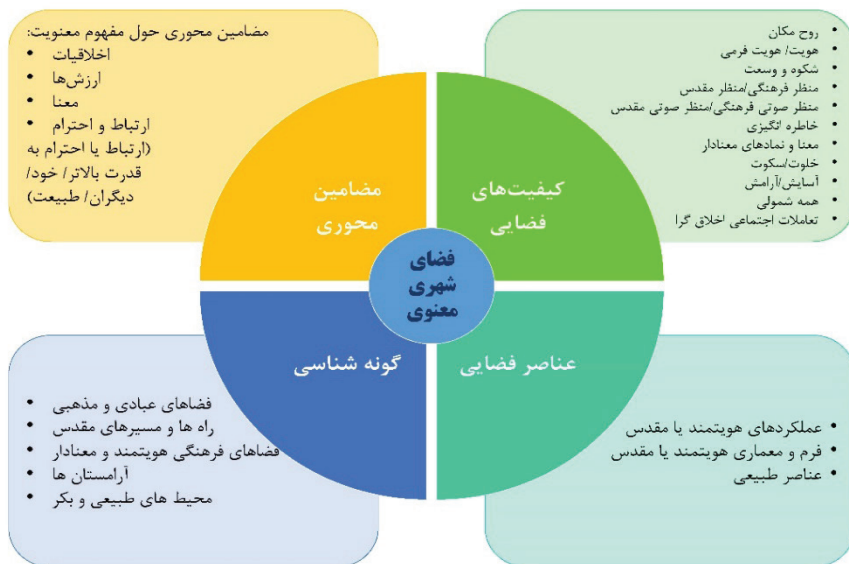 روح مکان
هویت/ هویت فرمی
شکوه و وسعت
منظر فرهنگی/منظر مقدس
منظر صوتی فرهنگی/منظر صوتی مقدس
خاطره انگیزی
معنا و نمادهای معنادار
خلوت/سکوت
آسایش/آرامش
همه شمولی
تعاملات اجتماعی اخلاق گرا
مضامین محوری حول مفهوم معنویت:
اخلاقیات
ارزش‌ها
معنا
ارتباط و احترام
(ارتباط یا احترام به
قدرت بالاتر/ خود/
دیگران/ طبیعت)
کیفیت‌های
فضایی
مضامین
محوری
فضای
شهری
معنوی
عناصر فضایی
گونه شناسی
عملکردهای هویتمند یا مقدس
فرم و معماری هویتمند یا مقدس
عناصر طبیعی
فضاهای عبادی و مذهبی
راه ها و مسیرهای مقدس
فضاهای فرهنگی هویتمند و معنادار
آرامستان ها
محیط های طبیعی و بکر